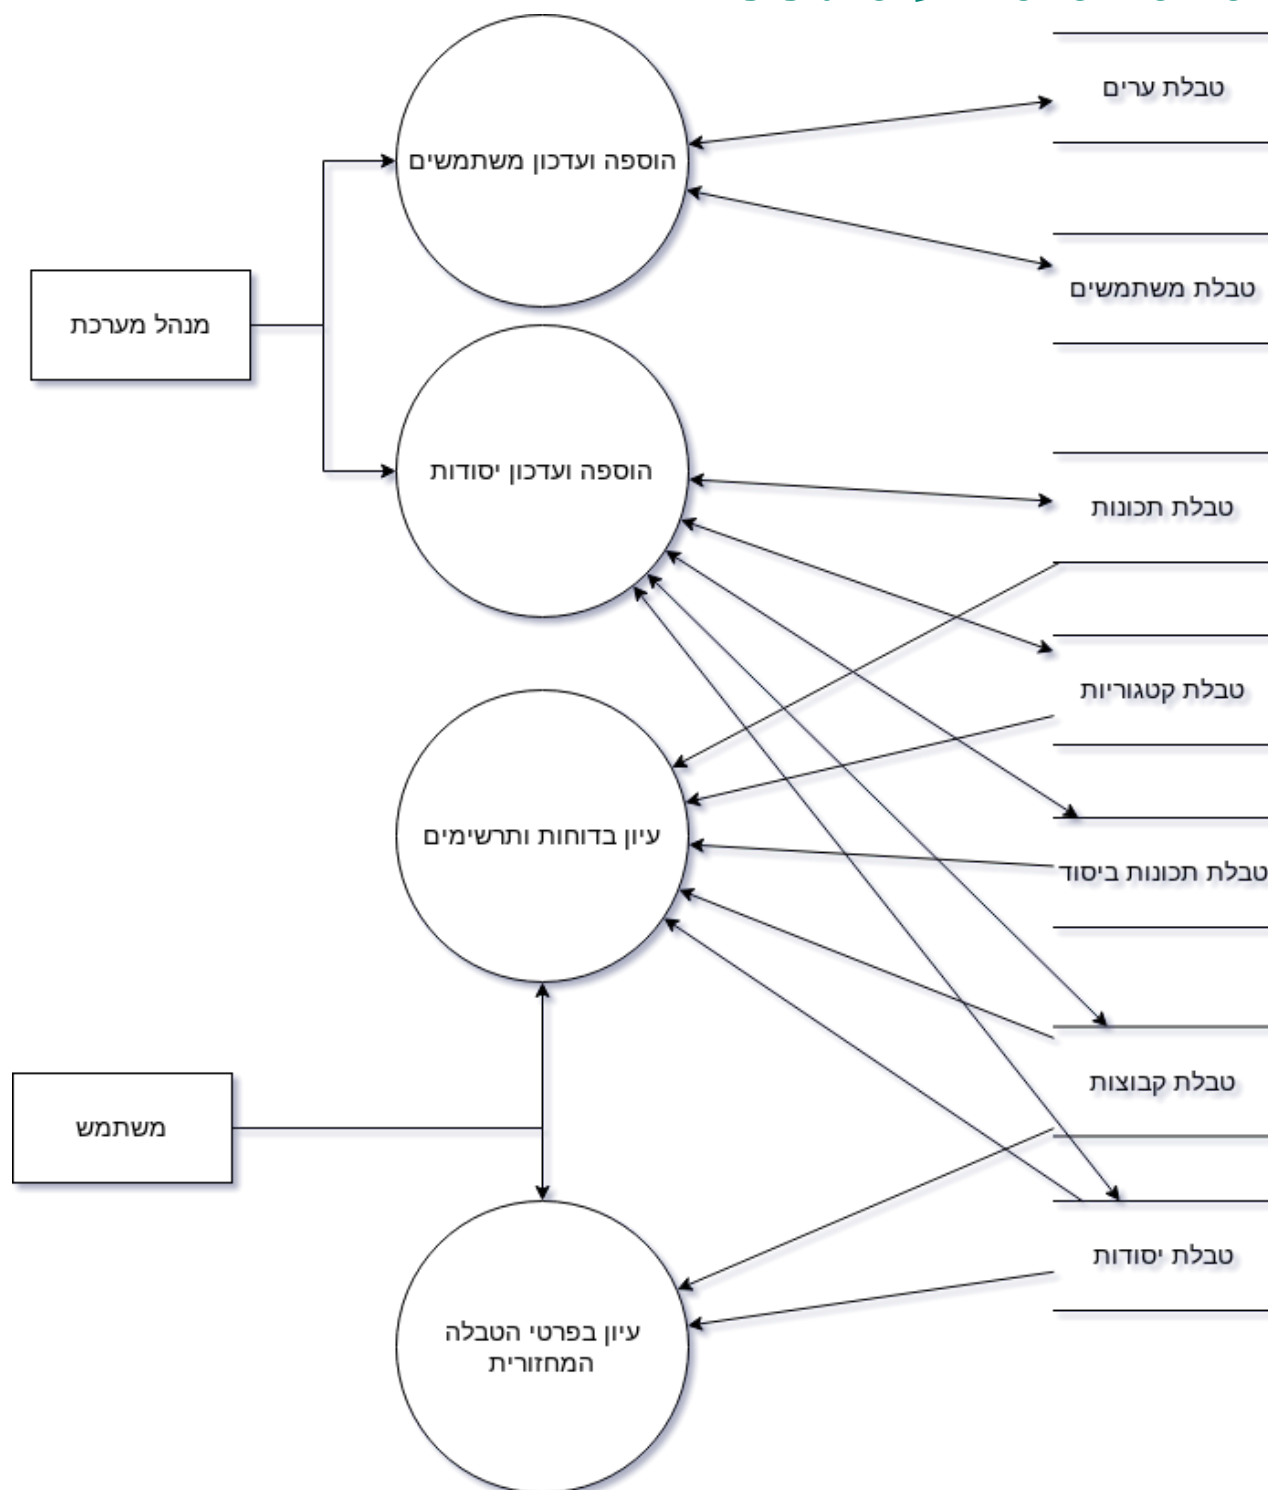 טבלת ערים
הוספה ועדכון משתמשים
טבלת משתמשים
מנהל מערכת
הוספה ועדכון יסודות
טבלת תכונות
טבלת קטגוריות
עיון בדוחות ותרשימים
טבלת תכונות ביסוד
טבלת קבוצות
משתמש
טבלת יסודות
עיון בפרטי הטבלה
המחזורית